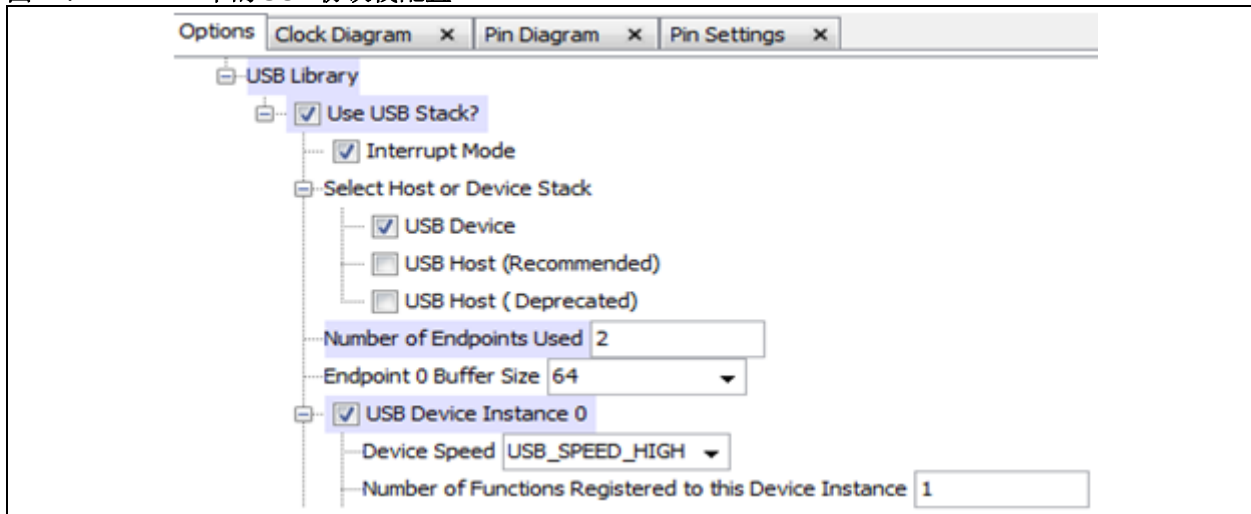 Options Clock Diagram × Pin Diagram × Pin Settings ×
USB Library
Use USB Stack?
Interrupt Mode
Select Host or Device Stack
USB Device
USB Host (Recommended)
USB Host ( Deprecated)
Number of Endpoints Used 2
Endpoint 0 Buffer Size 64
USB Device Instance 0
Device Speed USB_SPEED_HIGH
Number of Functions Registered to this Device Instance 1